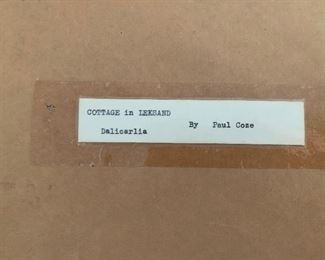 COTTAGE in LEKSAND
Dalicarlia By Paul Coze